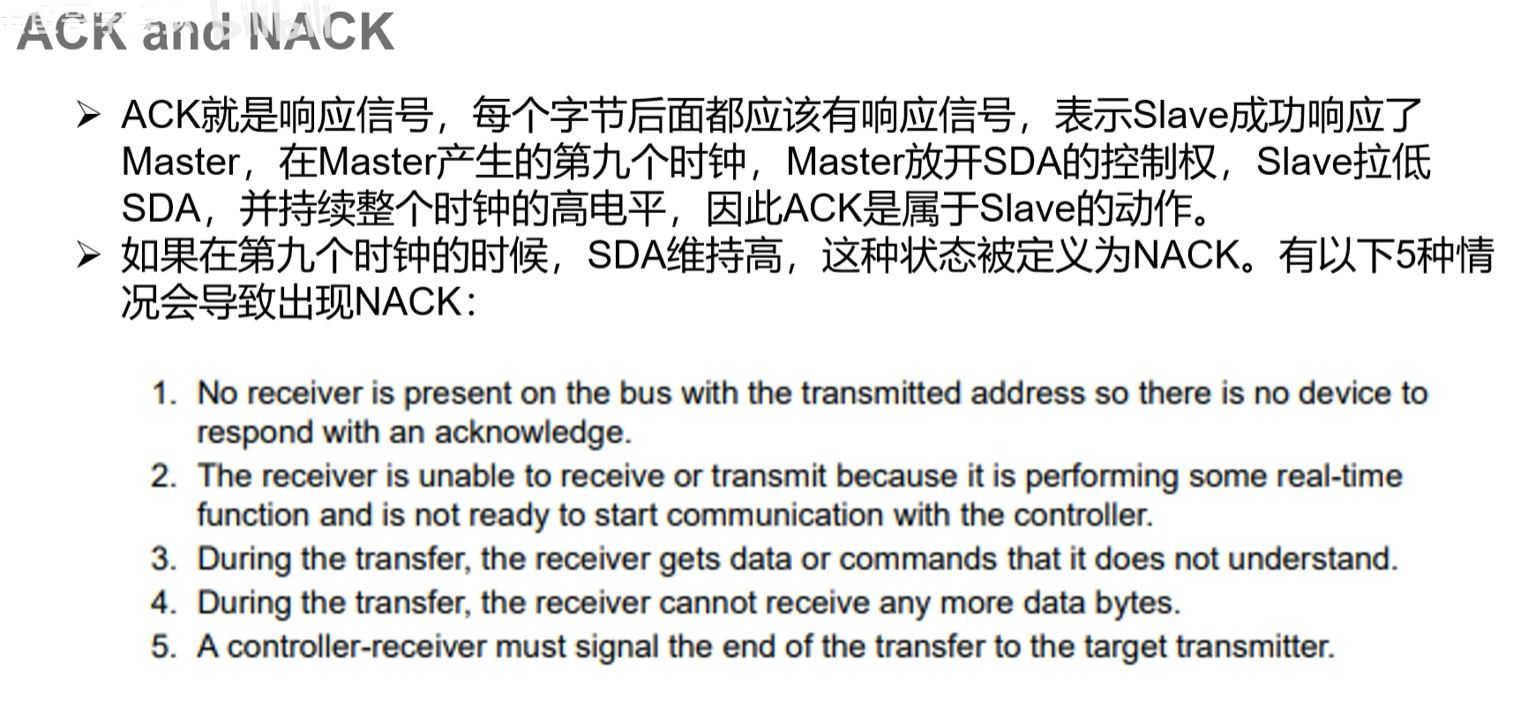 ACK and NACK
➢ ACK就是响应信号，每个字节后面都应该有响应信号，表示Slave成功响应了
Master，在Master产生的第九个时钟，Master放开SDA的控制权，Slave拉低
SDA，并持续整个时钟的高电平，因此ACK是属于Slave的动作。
➢ 如果在第九个时钟的时候，SDA维持高，这种状态被定义为NACK。有以下5种情
况会导致出现NACK：
1. No receiver is present on the bus with the transmitted address so there is no device to
respond with an acknowledge.
2. The receiver is unable to receive or transmit because it is performing some real-time
function and is not ready to start communication with the controller.
3. During the transfer, the receiver gets data or commands that it does not understand.
4. During the transfer, the receiver cannot receive any more data bytes.
5. A controller-receiver must signal the end of the transfer to the target transmitter.